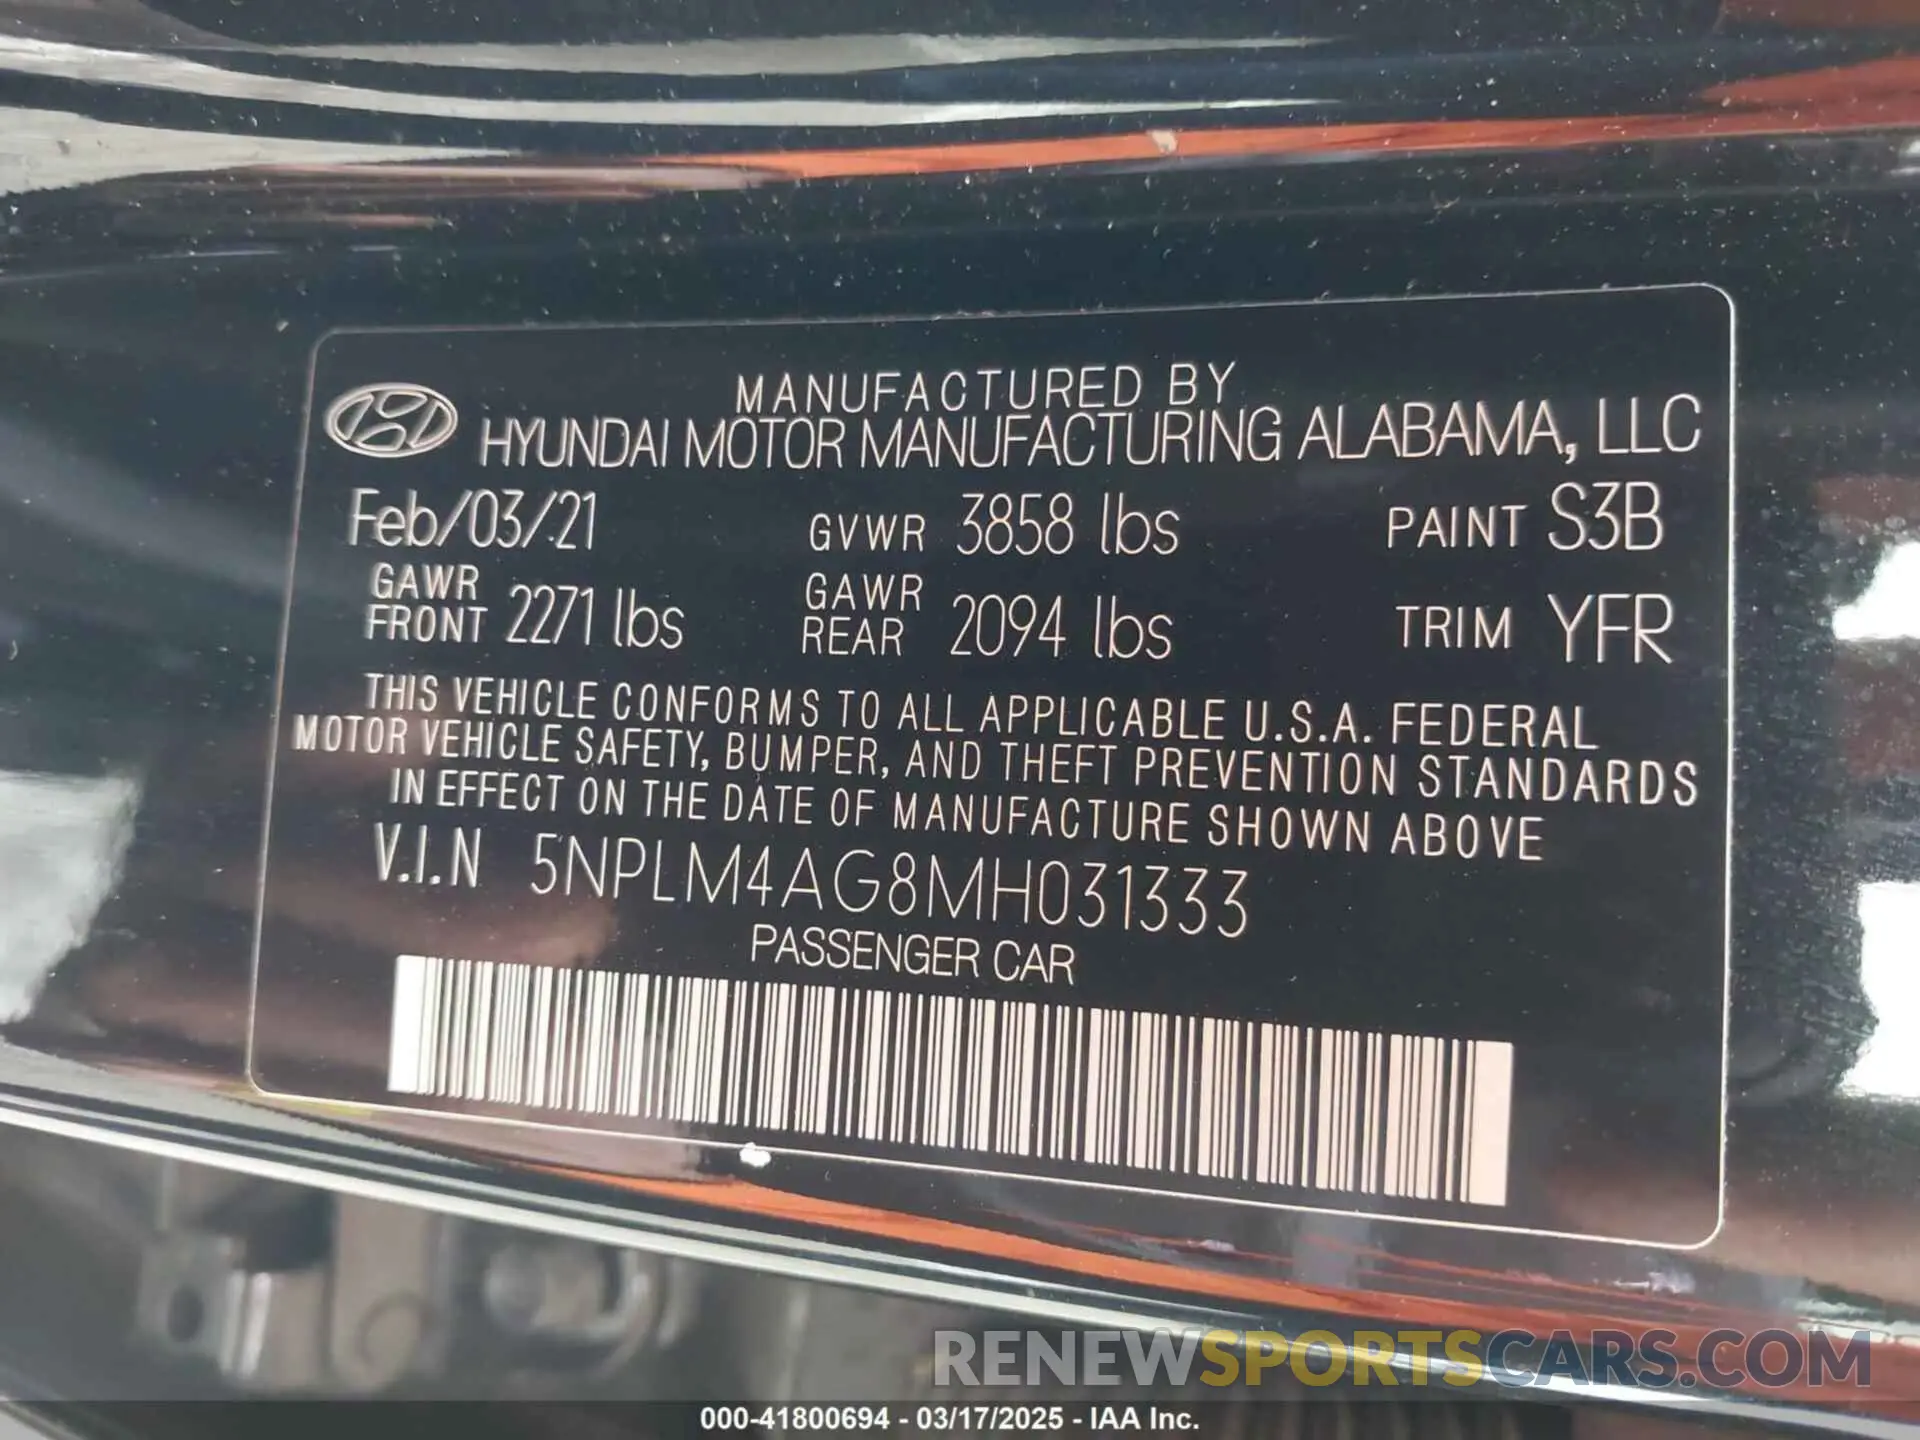 MANUFACTURED BY
HYUNDAI MOTOR MANUFACTURING ALABAMA, LLC
Feb/03/21 GVWR 3858 lbs PAINT S3B
GAWR FRONT 2271 lbs GAWR REAR 2094 lbs TRIM YFR
THIS VEHICLE CONFORMS TO ALL APPLICABLE U.S.A. FEDERAL
MOTOR VEHICLE SAFETY, BUMPER, AND THEFT PREVENTION STANDARDS
IN EFFECT ON THE DATE OF MANUFACTURE SHOWN ABOVE
V.I.N 5NPLM4AG8MH031333
PASSENGER CAR
RENEWSPORTSCARS.COM
000-41800694 - 03/17/2025 - IAA Inc.